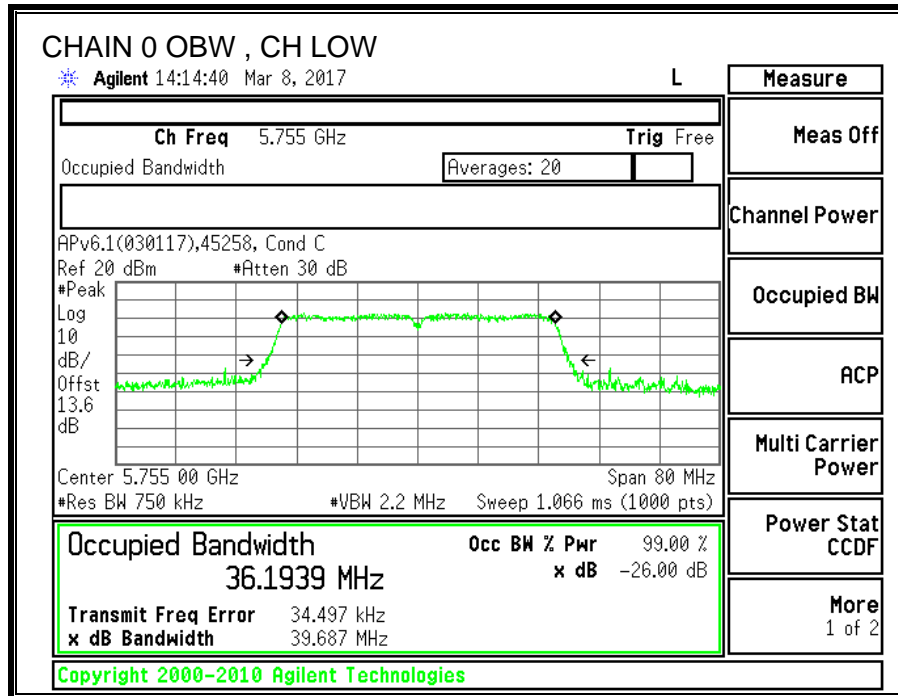 CHAIN 0 OBW , CH LOW
Agilent 14:14:40 Mar 8, 2017 L
Measure
Ch Freq 5.755 GHz Trig Free
Meas Off
Occupied Bandwidth Averages: 20
Channel Power
APv6.1(030117),45258, Cond C
Ref 20 dBm #Atten 30 dB
#Peak
Log
10
dB/
Offst
13.6
dB
Occupied BW
ACP
Center 5.755 00 GHz Span 80 MHz
#Res BW 750 kHz #VBW 2.2 MHz Sweep 1.066 ms (1000 pts)
Multi Carrier
Power
Occupied Bandwidth Occ BW % Pwr 99.00 %
36.1939 MHz x dB -26.00 dB
Power Stat
CCDF
Transmit Freq Error 34.497 kHz
x dB Bandwidth 39.687 MHz
More
1 of 2
Copyright 2000-2010 Agilent Technologies